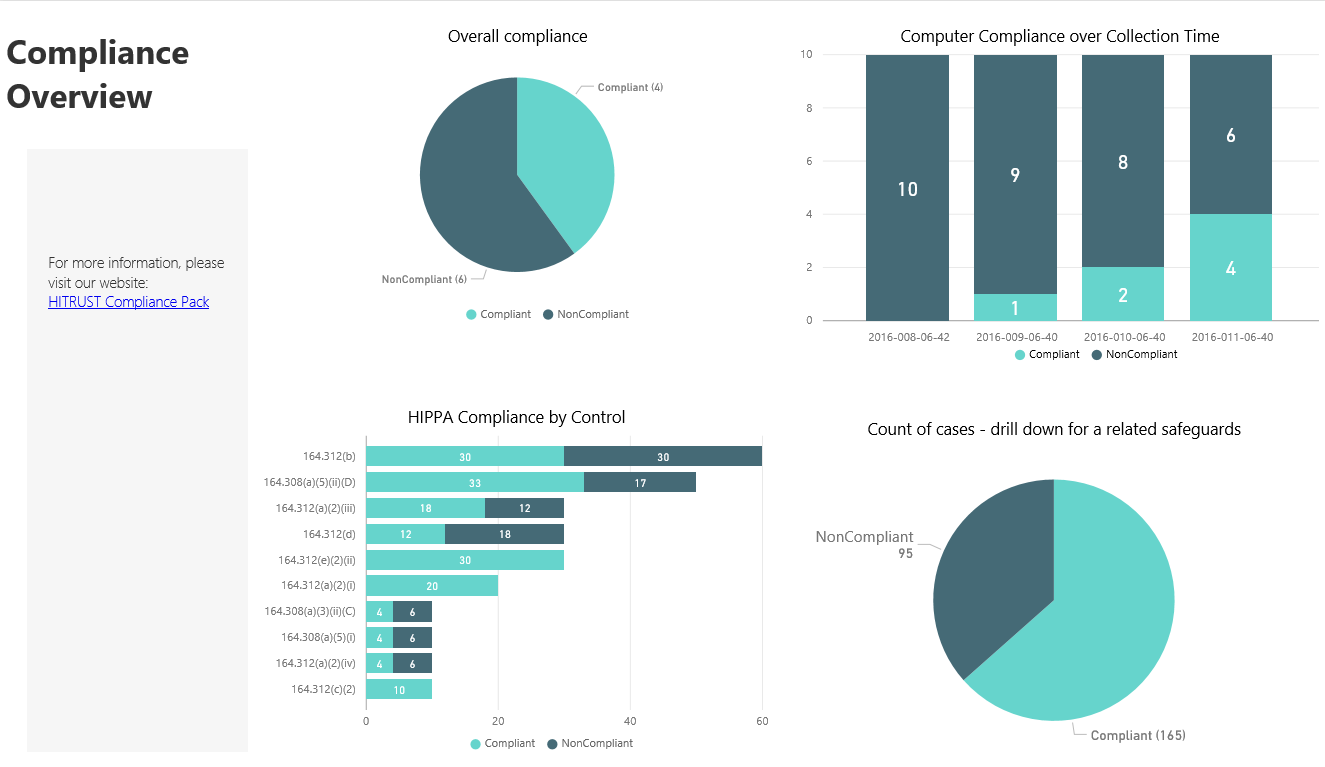 Compliance
Overview
For more information, please
visit our website:
HITRUST Compliance Pack
Overall compliance
Compliant (4)
NonCompliant (6)
Compliant NonCompliant
Computer Compliance over Collection Time
10
8
6
4
2
0
10
9
1
8
2
6
4
2016-008-06-42 2016-009-06-40 2016-010-06-40 2016-011-06-40
Compliant NonCompliant
HIPPA Compliance by Control
164.312(b) 30 30
164.308(a)(5)(ii)(D) 33 17
164.312(a)(2)(iii) 18 12
164.312(d) 12 18
164.312(e)(2)(ii) 30
164.312(a)(2)(i) 20
164.308(a)(3)(ii)(C) 4 6
164.308(a)(5)(i) 4 6
164.312(a)(2)(iv) 4 6
164.312(c)(2) 10
0 20 40 60
Compliant NonCompliant
Count of cases - drill down for a related safeguards
NonCompliant
95
Compliant (165)